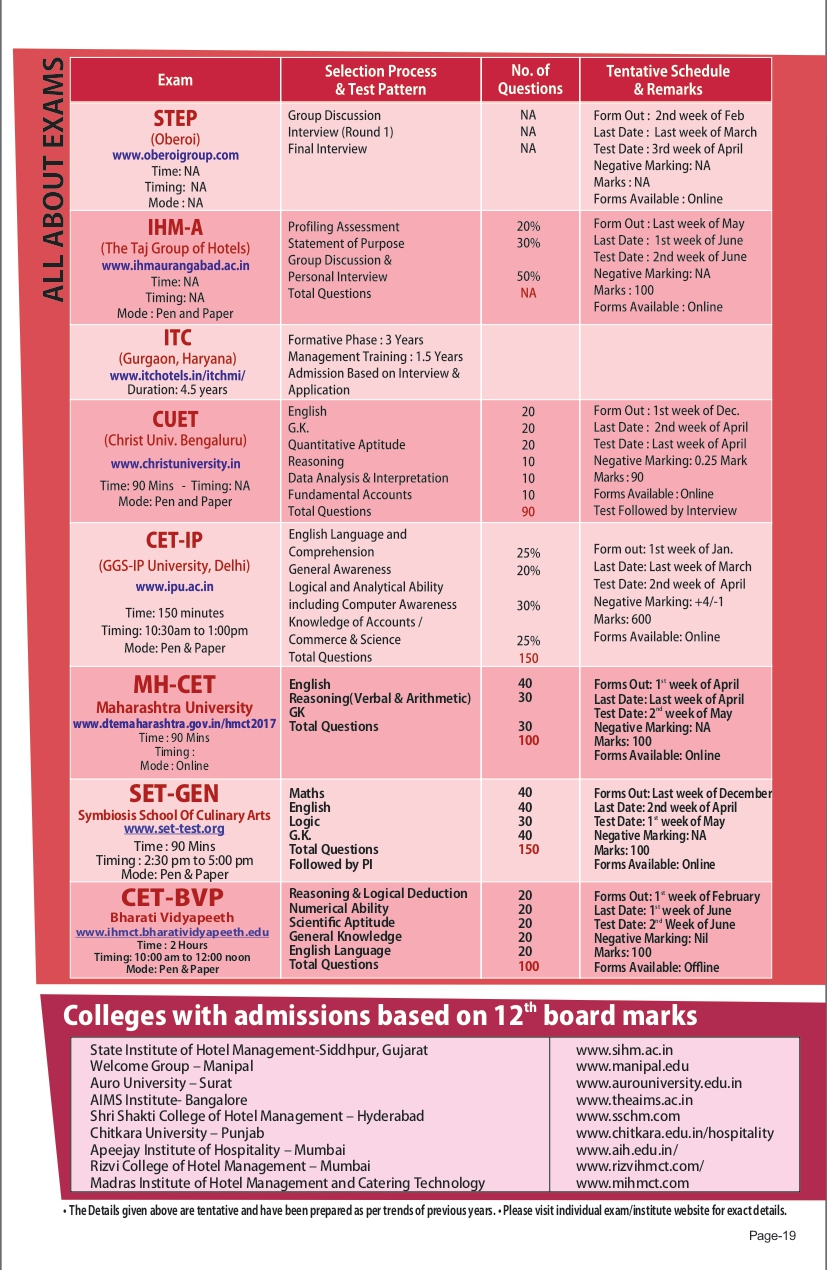 ALL ABOUT EXAMS
Exam
Selection Process
& Test Pattern
No. of
Questions
Tentative Schedule
& Remarks
STEP
(Oberoi)
www.oberoigroup.com
Time: NA
Timing: NA
Mode : NA
Group Discussion
Interview (Round 1)
Final Interview
NA
NA
NA
Form Out : 2nd week of Feb
Last Date : Last week of March
Test Date : 3rd week of April
Negative Marking: NA
Marks : NA
Forms Available : Online
IHM-A
(The Taj Group of Hotels)
www.ihmaurangabad.ac.in
Time: NA
Timing: NA
Mode : Pen and Paper
Profiling Assessment
Statement of Purpose
Group Discussion &
Personal Interview
Total Questions
20%
30%
50%
NA
Form Out : Last week of May
Last Date : 1st week of June
Test Date : 2nd week of June
Negative Marking: NA
Marks : 100
Forms Available : Online
ITC
(Gurgaon, Haryana)
www.itchotels.in/itchmi/
Duration: 4.5 years
Formative Phase : 3 Years
Management Training : 1.5 Years
Admission Based on Interview &
Application
CUET
(Christ Univ. Bengaluru)
www.christuniversity.in
Time: 90 Mins - Timing: NA
Mode: Pen and Paper
English
G.K.
Quantitative Aptitude
Reasoning
Data Analysis & Interpretation
Fundamental Accounts
Total Questions
20
20
20
10
10
10
90
Form Out : 1st week of Dec.
Last Date : 2nd week of April
Test Date : Last week of April
Negative Marking: 0.25 Mark
Marks : 90
Forms Available : Online
Test Followed by Interview
CET-IP
(GGS-IP University, Delhi)
www.ipu.ac.in
Time: 150 minutes
Timing: 10:30am to 1:00pm
Mode: Pen & Paper
English Language and
Comprehension
General Awareness
Logical and Analytical Ability
including Computer Awareness
Knowledge of Accounts /
Commerce & Science
Total Questions
25%
20%
30%
25%
150
Form out: 1st week of Jan.
Last Date: Last week of March
Test Date: 2nd week of April
Negative Marking: +4/-1
Marks: 600
Forms Available: Online
MH-CET
Maharashtra University
www.dtemaharashtra.gov.in/hmct2017
Time : 90 Mins
Timing :
Mode : Online
English
Reasoning(Verbal & Arithmetic)
GK
Total Questions
40
30
30
100
Forms Out: 1st week of April
Last Date: Last week of April
Test Date: 2nd week of May
Negative Marking: NA
Marks: 100
Forms Available: Online
SET-GEN
Symbiosis School Of Culinary Arts
www.set-test.org
Time : 90 Mins
Timing : 2:30 pm to 5:00 pm
Mode: Pen & Paper
Maths
English
Logic
G.K.
Total Questions
Followed by PI
40
40
30
40
150
Forms Out: Last week of December
Last Date: 2nd week of April
Test Date: 1st week of May
Negative Marking: NA
Marks: 100
Forms Available: Online
CET-BVP
Bharati Vidyapeeth
www.ihmct.bharatividyapeeth.edu
Time : 2 Hours
Timing: 10:00 am to 12:00 noon
Mode: Pen & Paper
Reasoning & Logical Deduction
Numerical Ability
Scientific Aptitude
General Knowledge
English Language
Total Questions
20
20
20
20
20
100
Forms Out: 1st week of February
Last Date: 1st week of June
Test Date: 2nd Week of June
Negative Marking: Nil
Marks: 100
Forms Available: Offline
Colleges with admissions based on 12th board marks
State Institute of Hotel Management-Siddhpur, Gujarat www.sihm.ac.in
Welcome Group – Manipal www.manipal.edu
Auro University – Surat www.aurouniversity.edu.in
AIMS Institute- Bangalore www.theaims.ac.in
Shri Shakti College of Hotel Management – Hyderabad www.sschm.com
Chitkara University – Punjab www.chitkara.edu.in/hospitality
Apeejay Institute of Hospitality – Mumbai www.aih.edu.in/
Rizvi College of Hotel Management – Mumbai www.rizvihmct.com/
Madras Institute of Hotel Management and Catering Technology www.mihmct.com
• The Details given above are tentative and have been prepared as per trends of previous years. • Please visit individual exam/institute website for exact details.
Page-19